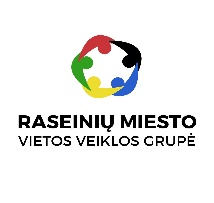 RASEINIŲ MIESTO
VIETOS VEIKLOS GRUPĖ